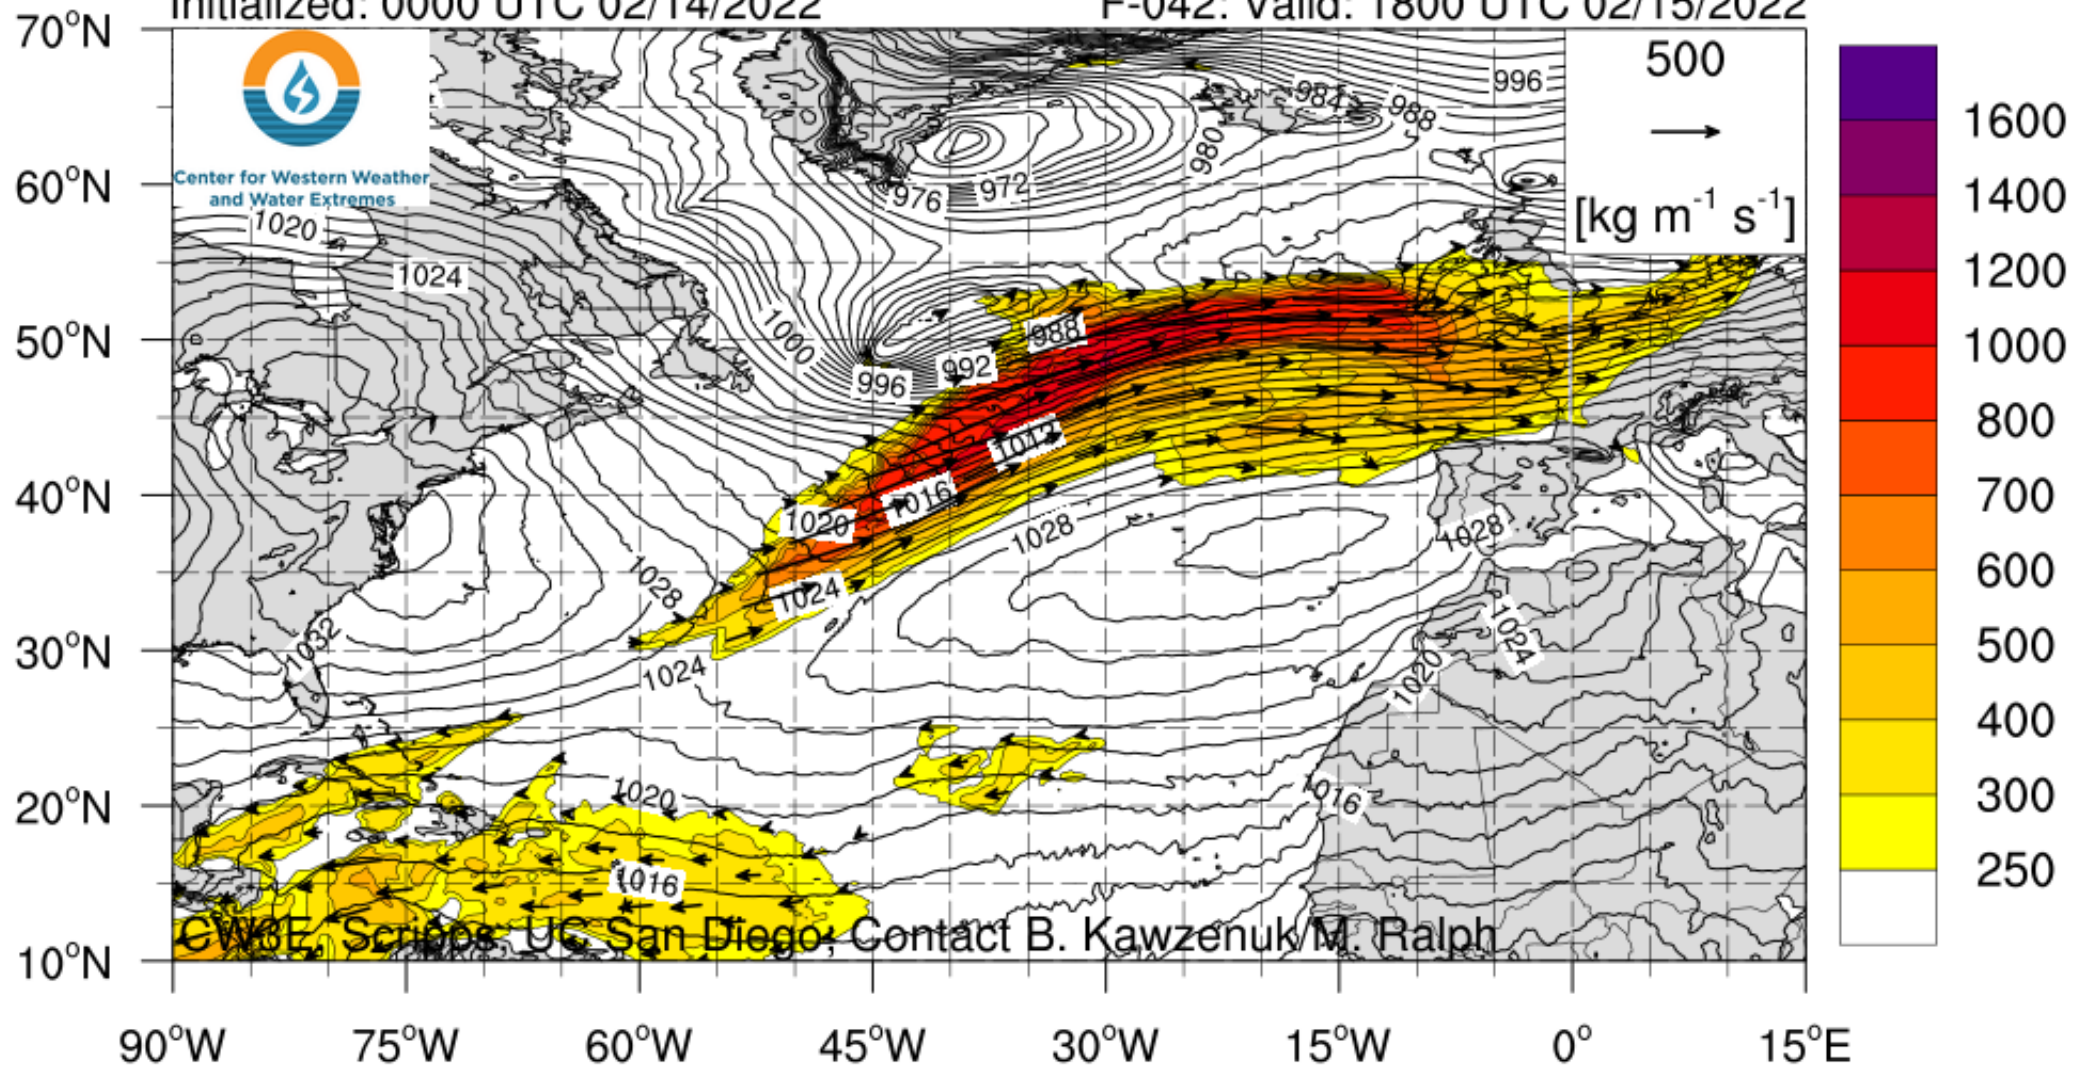 Initialized: 0000 UTC 02/14/2022
F-042: Valid: 1800 UTC 02/15/2022
70°N
60°N
50°N
40°N
30°N
20°N
10°N
Center for Western Weather
and Water Extremes
500
[kg m-1 s-1]
996
984
988
980
976
972
1020
1024
1000
988
992
996
1012
1016
1020
1028
1028
1028
1024
1032
1024
1024
1020
1020
1016
1016
CW3E, Scripps, UC San Diego; Contact B. Kawzenuk/M. Ralph
90°W
75°W
60°W
45°W
30°W
15°W
0°
15°E
1600
1400
1200
1000
800
700
600
500
400
300
250